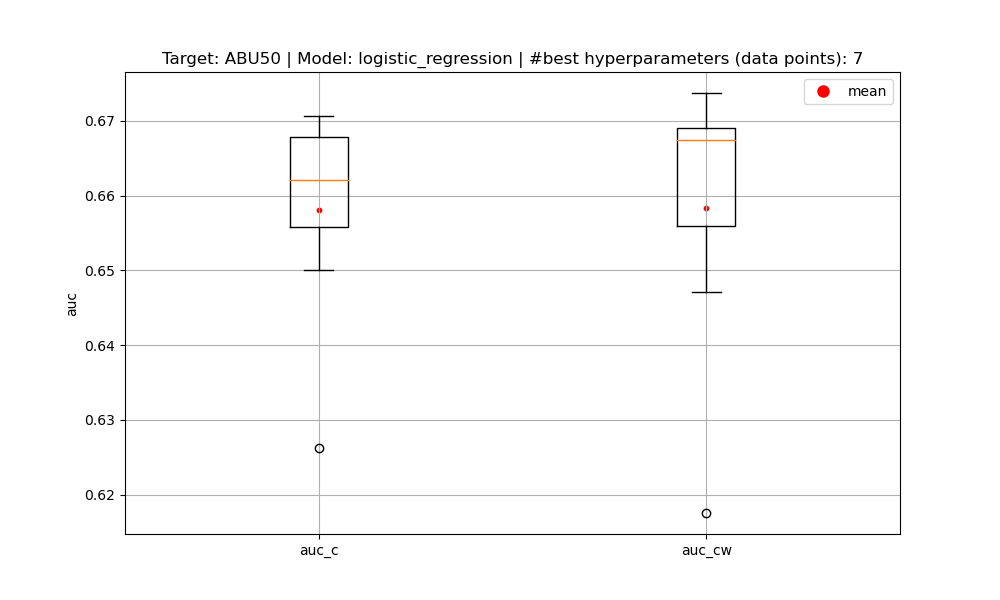 Target: ABU50 | Model: logistic_regression | #best hyperparameters (data points): 7
mean
0.67
0.66
0.65
0.64
0.63
0.62
auc
auc_c
auc_cw